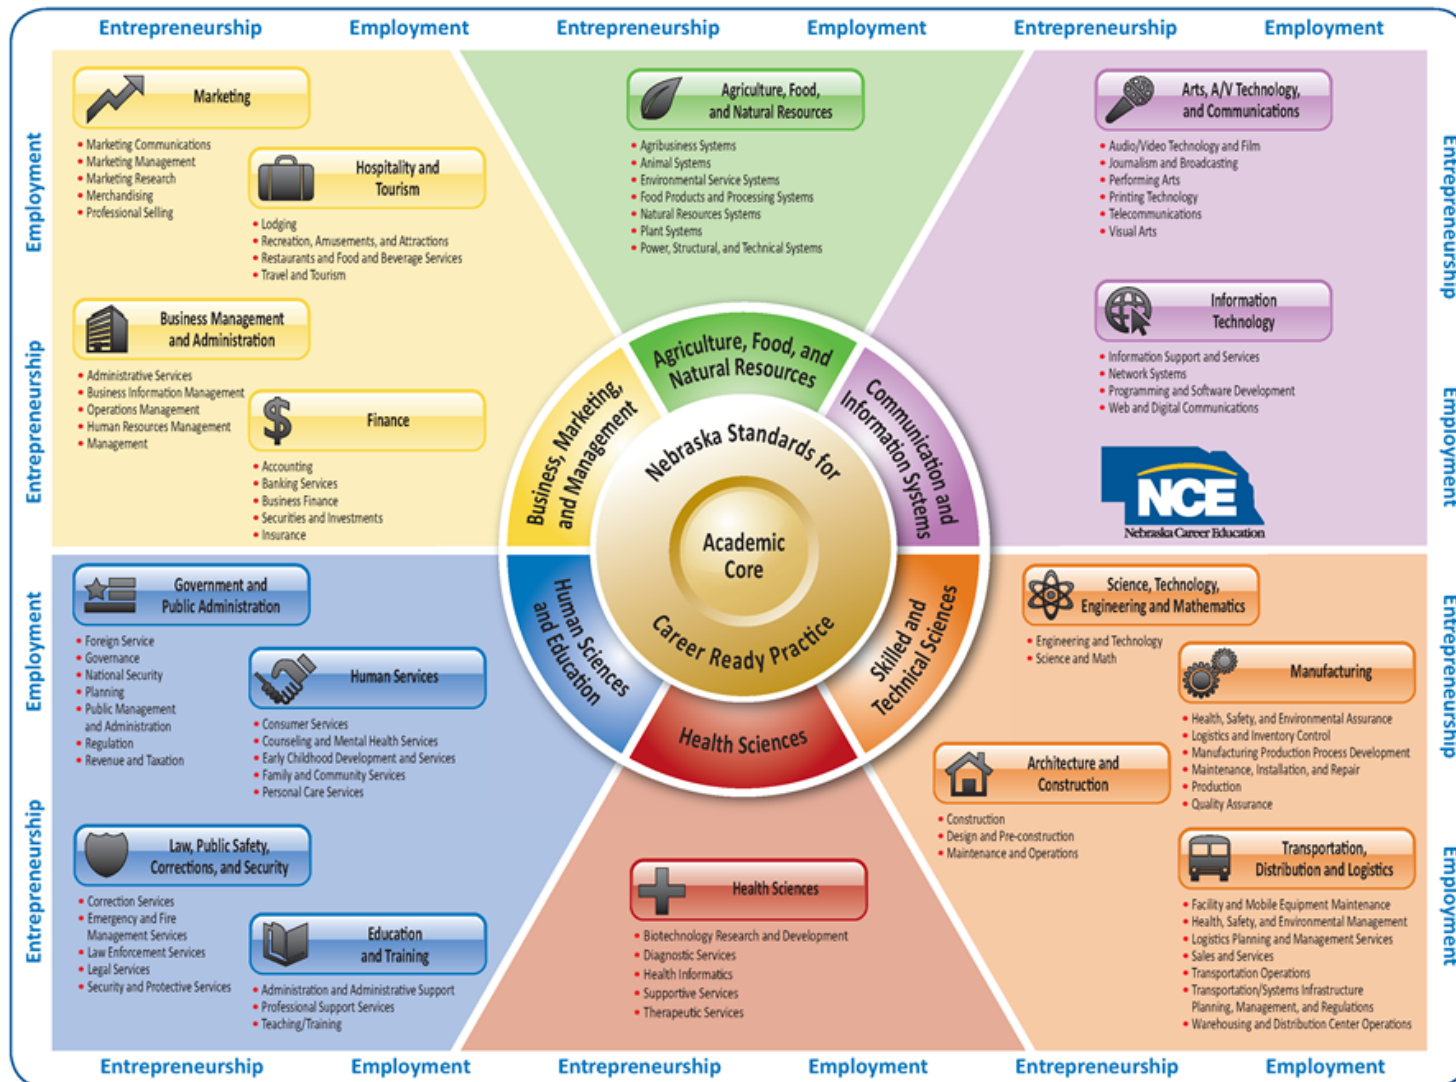 Entrepreneurship
Employment
Entrepreneurship
Employment
Entrepreneurship
Employment
Employment
Entrepreneurship
Employment
Entrepreneurship
Marketing
• Marketing Communications
• Marketing Management
• Marketing Research
• Merchandising
• Professional Selling
Hospitality and
Tourism
• Lodging
• Recreation, Amusements, and Attractions
• Restaurants and Food and Beverage Services
• Travel and Tourism
Business Management
and Administration
• Administrative Services
• Business Information Management
• Operations Management
• Human Resources Management
• Management
Finance
• Accounting
• Banking Services
• Business Finance
• Securities and Investments
• Insurance
Agriculture, Food,
and Natural Resources
• Agribusiness Systems
• Animal Systems
• Environmental Service Systems
• Food Products and Processing Systems
• Natural Resources Systems
• Plant Systems
• Power, Structural, and Technical Systems
Arts, A/V Technology,
and Communications
• Audio/Video Technology and Film
• Journalism and Broadcasting
• Performing Arts
• Printing Technology
• Telecommunications
• Visual Arts
Information
Technology
• Information Support and Services
• Network Systems
• Programming and Software Development
• Web and Digital Communications
NCE
Nebraska Career Education
Business, Marketing,
and Management
Agriculture, Food, and
Natural Resources
Communication and
Information Systems
Nebraska Standards for
Academic
Core
Career Ready Practice
Human Sciences
and Education
Health Sciences
Skilled and
Technical Sciences
Government and
Public Administration
• Foreign Service
• Governance
• National Security
• Planning
• Public Management
and Administration
• Regulation
• Revenue and Taxation
Human Services
• Consumer Services
• Counseling and Mental Health Services
• Early Childhood Development and Services
• Family and Community Services
• Personal Care Services
Law, Public Safety,
Corrections, and Security
• Correction Services
• Emergency and Fire
Management Services
• Law Enforcement Services
• Legal Services
• Security and Protective Services
Education
and Training
• Administration and Administrative Support
• Professional Support Services
• Teaching/Training
Health Sciences
• Biotechnology Research and Development
• Diagnostic Services
• Health Informatics
• Supportive Services
• Therapeutic Services
Science, Technology,
Engineering and Mathematics
• Engineering and Technology
• Science and Math
Manufacturing
• Health, Safety, and Environmental Assurance
• Logistics and Inventory Control
• Manufacturing Production Process Development
• Maintenance, Installation, and Repair
• Production
• Quality Assurance
Architecture and
Construction
• Construction
• Design and Pre-construction
• Maintenance and Operations
Transportation,
Distribution and Logistics
• Facility and Mobile Equipment Maintenance
• Health, Safety, and Environmental Management
• Logistics Planning and Management Services
• Sales and Services
• Transportation Operations
• Transportation/Systems Infrastructure
Planning, Management, and Regulations
• Warehousing and Distribution Center Operations
Entrepreneurship
Employment
Entrepreneurship
Employment
Entrepreneurship
Employment
Entrepreneurship
Employment
Entrepreneurship
Employment